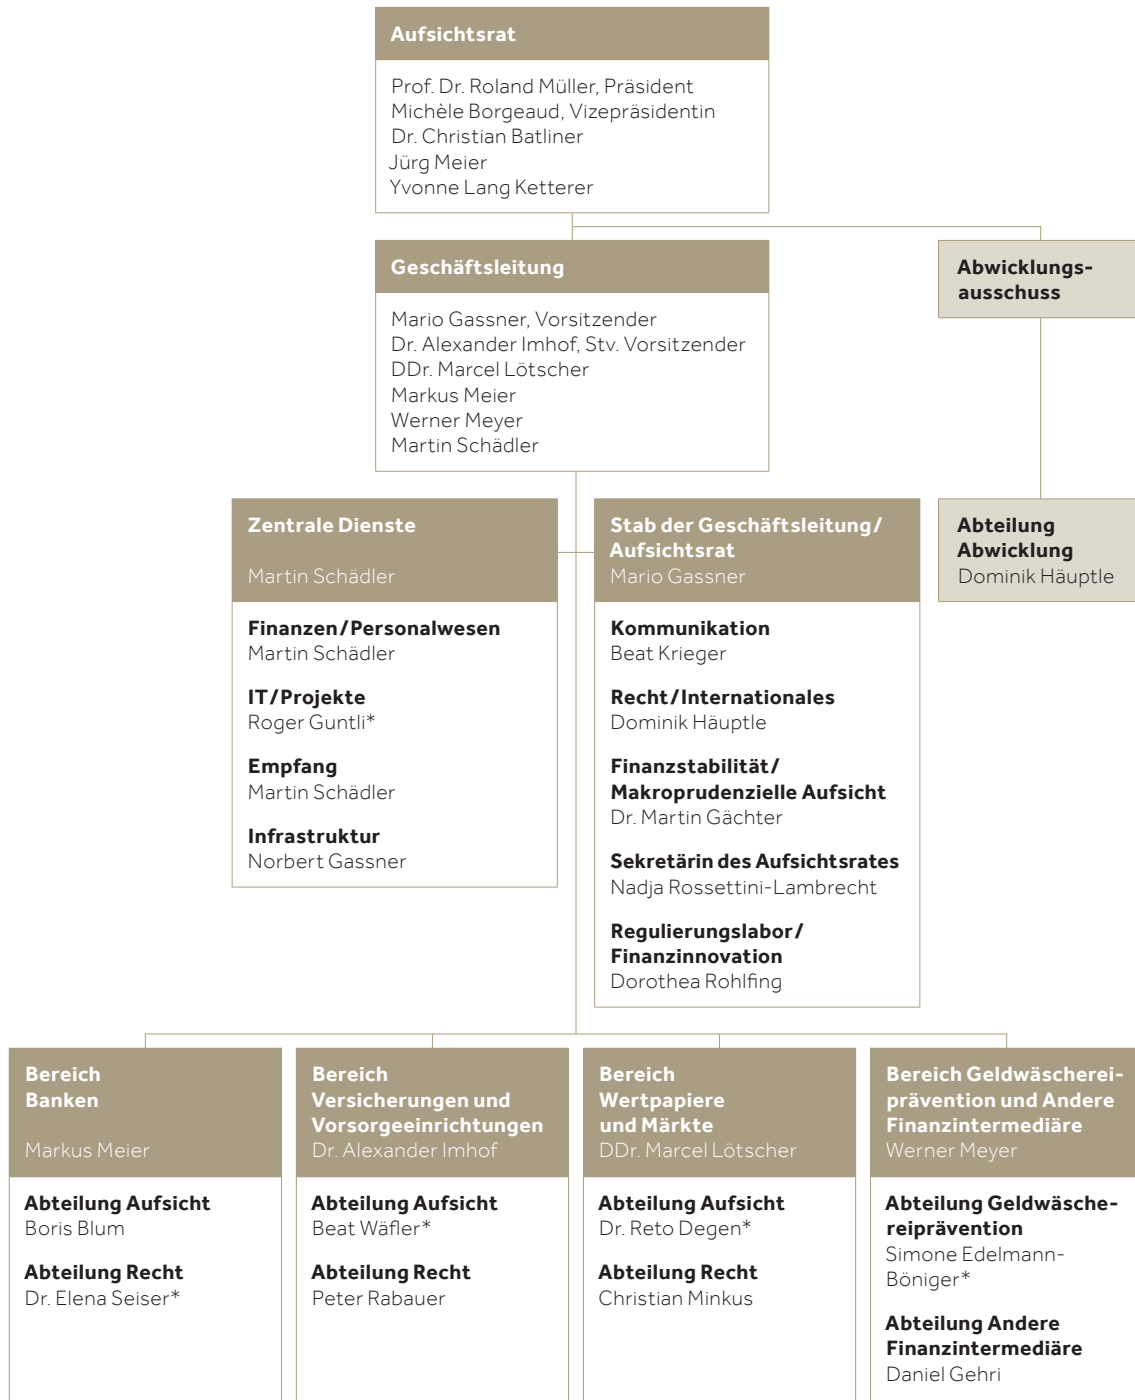 Aufsichtsrat
Prof. Dr. Roland Müller, Präsident
Michèle Borgeaud, Vizepräsidentin
Dr. Christian Batliner
Jürg Meier
Yvonne Lang Ketterer
Geschäftsleitung
Mario Gassner, Vorsitzender
Dr. Alexander Imhof, Stv. Vorsitzender
DDr. Marcel Lötscher
Markus Meier
Werner Meyer
Martin Schädler
Abwicklungs-
ausschuss
Zentrale Dienste
Martin Schädler
Finanzen/Personalwesen
Martin Schädler
IT/Projekte
Roger Guntli*
Empfang
Martin Schädler
Infrastruktur
Norbert Gassner
Stab der Geschäftsleitung/
Aufsichtsrat
Mario Gassner
Kommunikation
Beat Krieger
Recht/Internationales
Dominik Häuptle
Finanzstabilität/
Makroprudenzielle Aufsicht
Dr. Martin Gächter
Sekretärin des Aufsichtsrates
Nadja Rossettini-Lambrecht
Regulierungslabor/
Finanzinnovation
Dorothea Rohlfing
Abteilung
Abwicklung
Dominik Häuptle
Bereich
Banken
Markus Meier
Abteilung Aufsicht
Boris Blum
Abteilung Recht
Dr. Elena Seiser*
Bereich
Versicherungen und
Vorsorgeeinrichtungen
Dr. Alexander Imhof
Abteilung Aufsicht
Beat Wäfler*
Abteilung Recht
Peter Rabauer
Bereich
Wertpapiere
und Märkte
DDr. Marcel Lötscher
Abteilung Aufsicht
Dr. Reto Degen*
Abteilung Recht
Christian Minkus
Bereich Geldwäscherei-
prävention und Andere
Finanzintermediäre
Werner Meyer
Abteilung Geldwäsche-
reiprävention
Simone Edelmann-
Böniger*
Abteilung Andere
Finanzintermediäre
Daniel Gehri